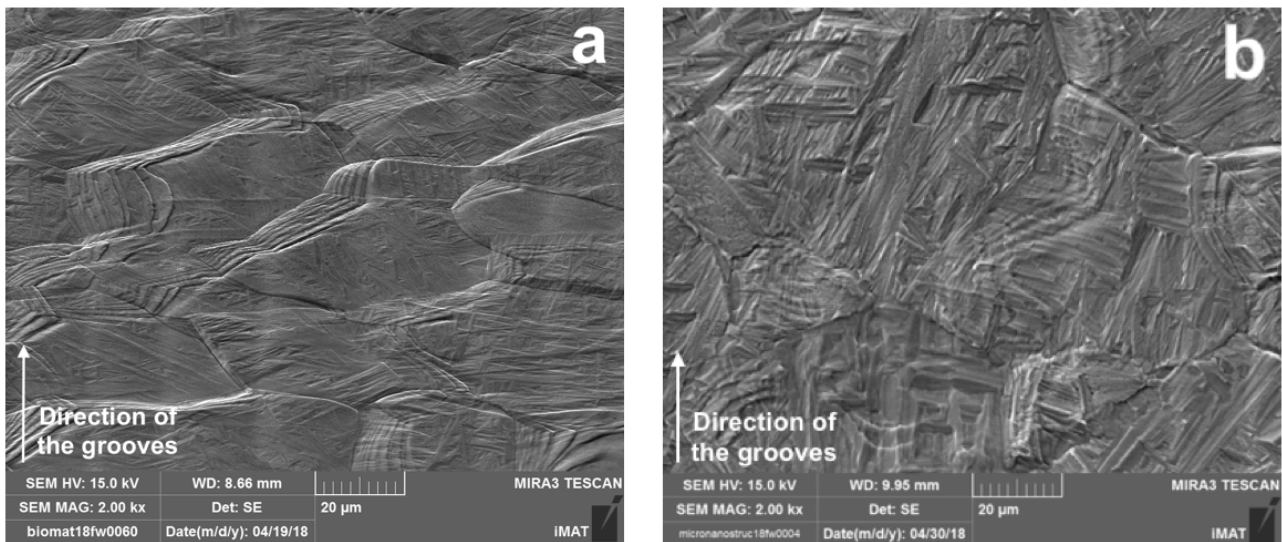 a
Direction of
the grooves
SEM HV: 15.0 kV
WD: 8.66 mm
MIRA3 TESCAN
SEM MAG: 2.00 kx
Det: SE
20 µm
biomat18fw0060
Date(m/d/y): 04/19/18
iMAT
b
Direction of
the grooves
SEM HV: 15.0 kV
WD: 9.95 mm
MIRA3 TESCAN
SEM MAG: 2.00 kx
Det: SE
20 µm
micronanostruc18fw0004
Date(m/d/y): 04/30/18
iMAT